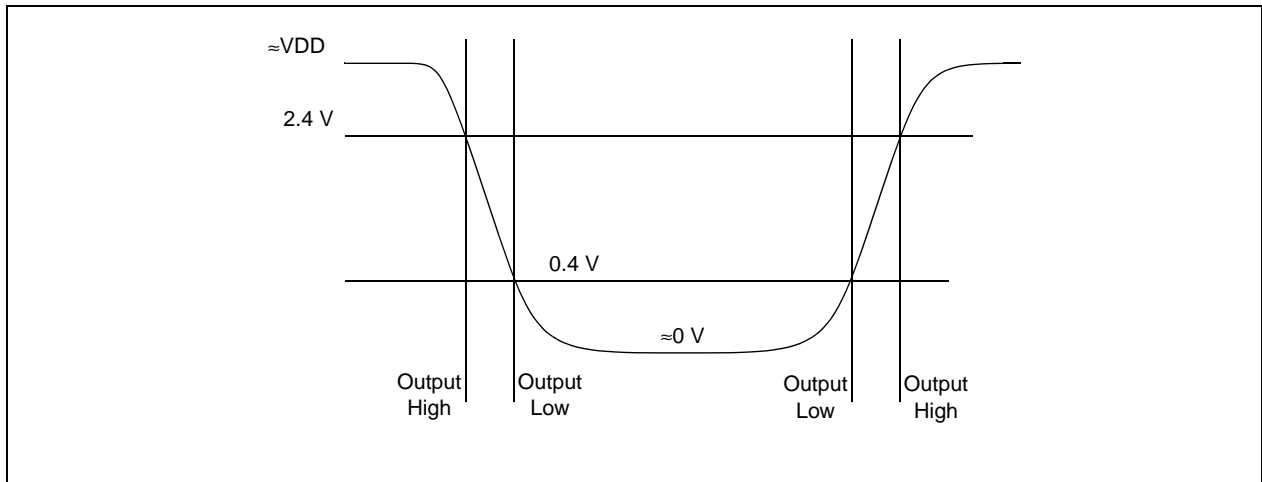 ≈VDD
2.4 V
0.4 V
≈0 V
Output
High
Output
Low
Output
Low
Output
High